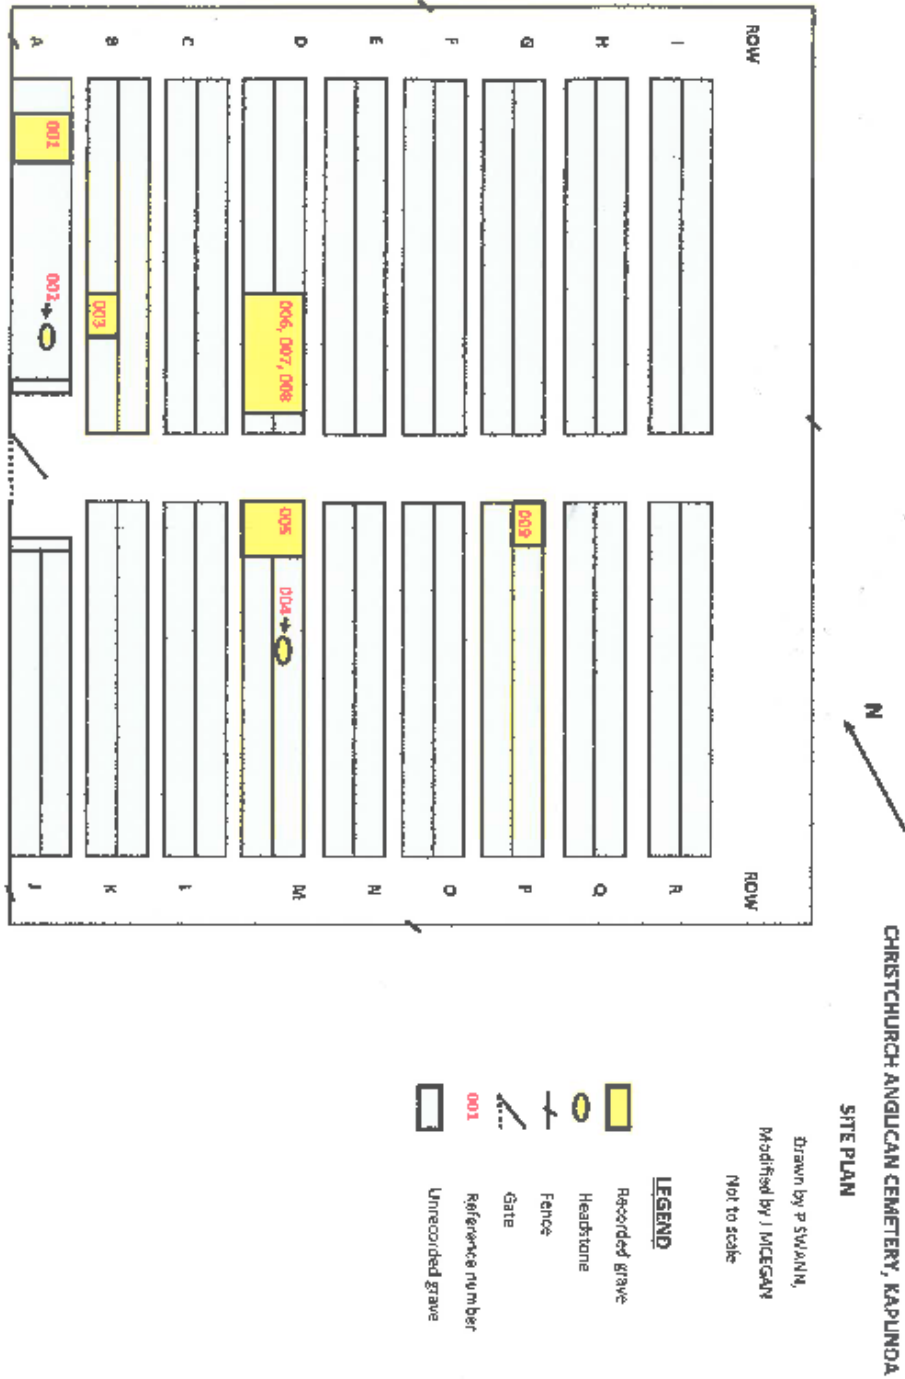 CHRISTCHURCH ANGLICAN CEMETERY, KAPUNDA
N
SITE PLAN
Drawn by P SWANN,
Modified by J MCEGAN
Not to scale
ROW ROW
I R
H Q
G 009 P
F O
E N
D 006, 007, 008 005 004 M
C L
B 003 K
A 001 002 J
LEGEND
Recorded grave
Headstone
Fence
Gate
001 Reference number
Unrecorded grave